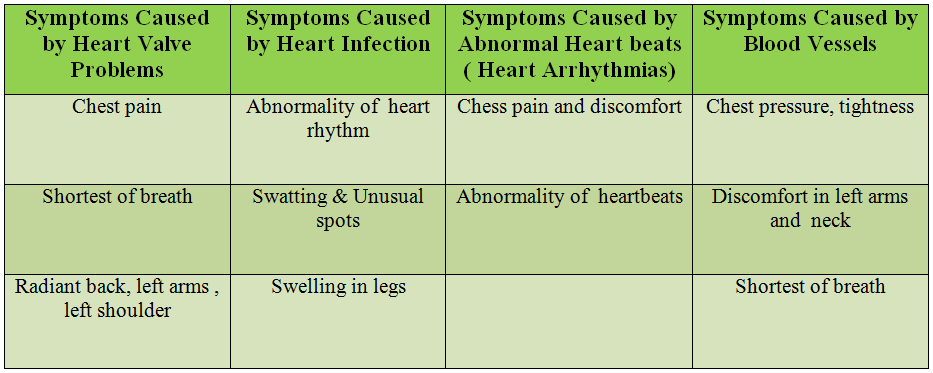 Symptoms Caused
by Heart Valve
Problems
Symptoms Caused
by Heart Infection
Symptoms Caused by
Abnormal Heart beats
( Heart Arrhythmias)
Symptoms Caused by
Blood Vessels
Chest pain
Abnormality of heart
rhythm
Chess pain and discomfort
Chest pressure, tightness
Shortest of breath
Swatting & Unusual
spots
Abnormality of heartbeats
Discomfort in left arms
and neck
Radiant back, left arms ,
left shoulder
Swelling in legs
Shortest of breath